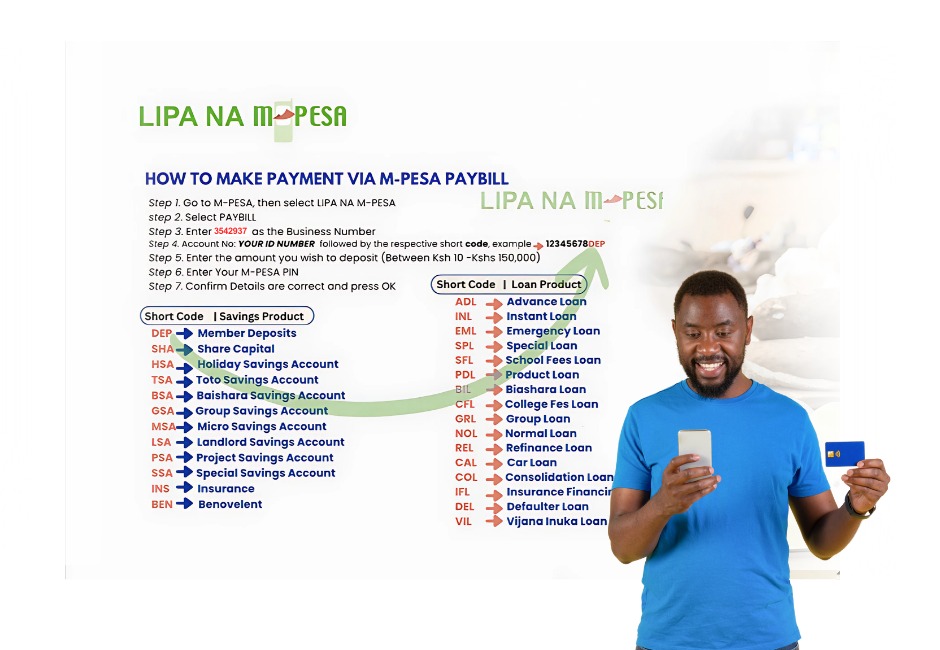 LIPA NA M-PESA
HOW TO MAKE PAYMENT VIA M-PESA PAYBILL
LIPA NA M-PESA
Step 1. Go to M-PESA, then select LIPA NA M-PESA
step 2. Select PAYBILL
Step 3. Enter 3542937 as the Business Number
Step 4. Account No: YOUR ID NUMBER followed by the respective short code, example 12345678DEP
Step 5. Enter the amount you wish to deposit (Between Ksh 10 -Kshs 150,000)
Step 6. Enter Your M-PESA PIN
Step 7. Confirm Details are correct and press OK
Short Code | Savings Product
DEP Member Deposits
SHA Share Capital
HSA Holiday Savings Account
TSA Toto Savings Account
BSA Baishara Savings Account
GSA Group Savings Account
MSA Micro Savings Account
LSA Landlord Savings Account
PSA Project Savings Account
SSA Special Savings Account
INS Insurance
BEN Benovelent
Short Code | Loan Product
ADL Advance Loan
INL Instant Loan
EML Emergency Loan
SPL Special Loan
SFL School Fees Loan
PDL Product Loan
BIL Biashara Loan
CFL College Fes Loan
GRL Group Loan
NOL Normal Loan
REL Refinance Loan
CAL Car Loan
COL Consolidation Loan
IFL Insurance Financin
DEL Defaulter Loan
VIL Vijana Inuka Loan